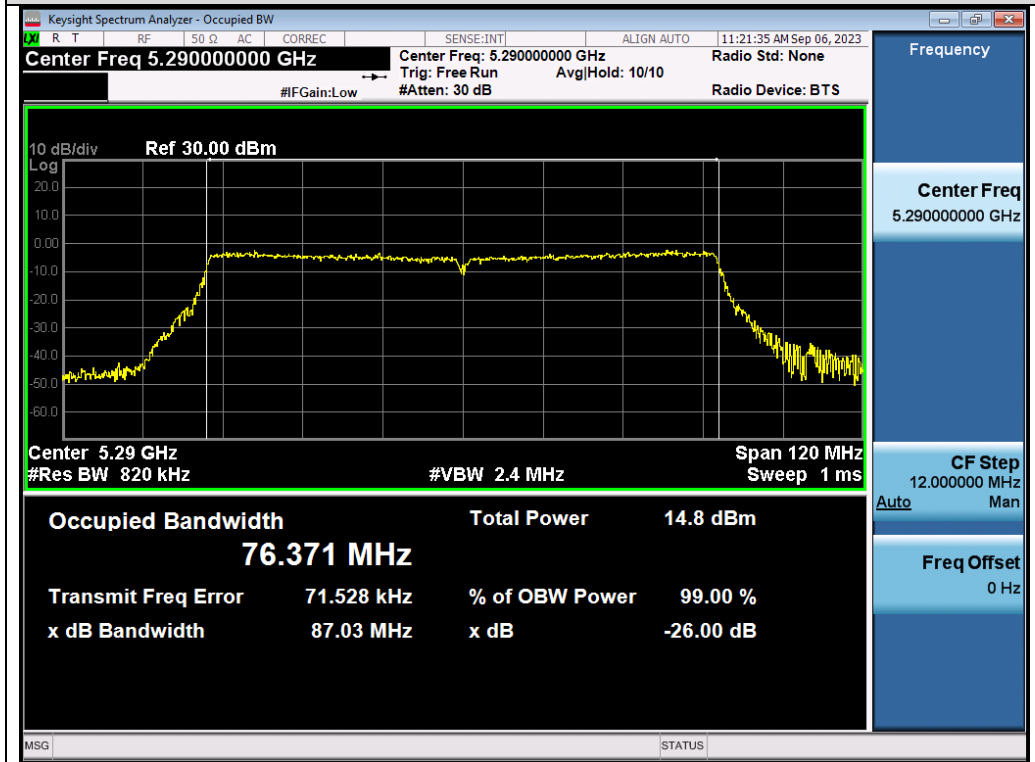 Keysight Spectrum Analyzer - Occupied BW
LXI R T RF 50 Ω AC CORREC SENSE:INT ALIGN AUTO 11:21:35 AM Sep 06, 2023
Center Freq 5.290000000 GHz
Center Freq: 5.290000000 GHz Radio Std: None
Trig: Free Run Avg|Hold: 10/10
#IFGain:Low #Atten: 30 dB Radio Device: BTS
10 dB/div Ref 30.00 dBm
Log
20.0
10.0
0.00
-10.0
-20.0
-30.0
-40.0
-50.0
-60.0
Center 5.29 GHz Span 120 MHz
#Res BW 820 kHz #VBW 2.4 MHz Sweep 1 ms
Occupied Bandwidth Total Power 14.8 dBm
76.371 MHz
Transmit Freq Error 71.528 kHz % of OBW Power 99.00 %
x dB Bandwidth 87.03 MHz x dB -26.00 dB
Frequency
Center Freq
5.290000000 GHz
CF Step
12.000000 MHz
Auto Man
Freq Offset
0 Hz
MSG STATUS